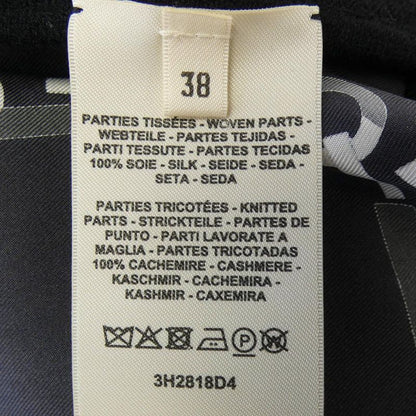 38
PARTIES TISSÉES - WOVEN PARTS -
WEBTEILE - PARTES TEJIDAS -
PARTI TESSUTE - PARTES TECIDAS
100% SOIE - SILK - SEIDE - SEDA -
SETA - SEDA
PARTIES TRICOTÉES - KNITTED
PARTS - STRICKTEILE - PARTES DE
PUNTO - PARTI LAVORATE A
MAGLIA - PARTES TRICOTADAS
100% CACHEMIRE - CASHMERE -
KASCHMIR - CACHEMIRA -
KASHMIR - CAXEMIRA
P W
3H2818D4